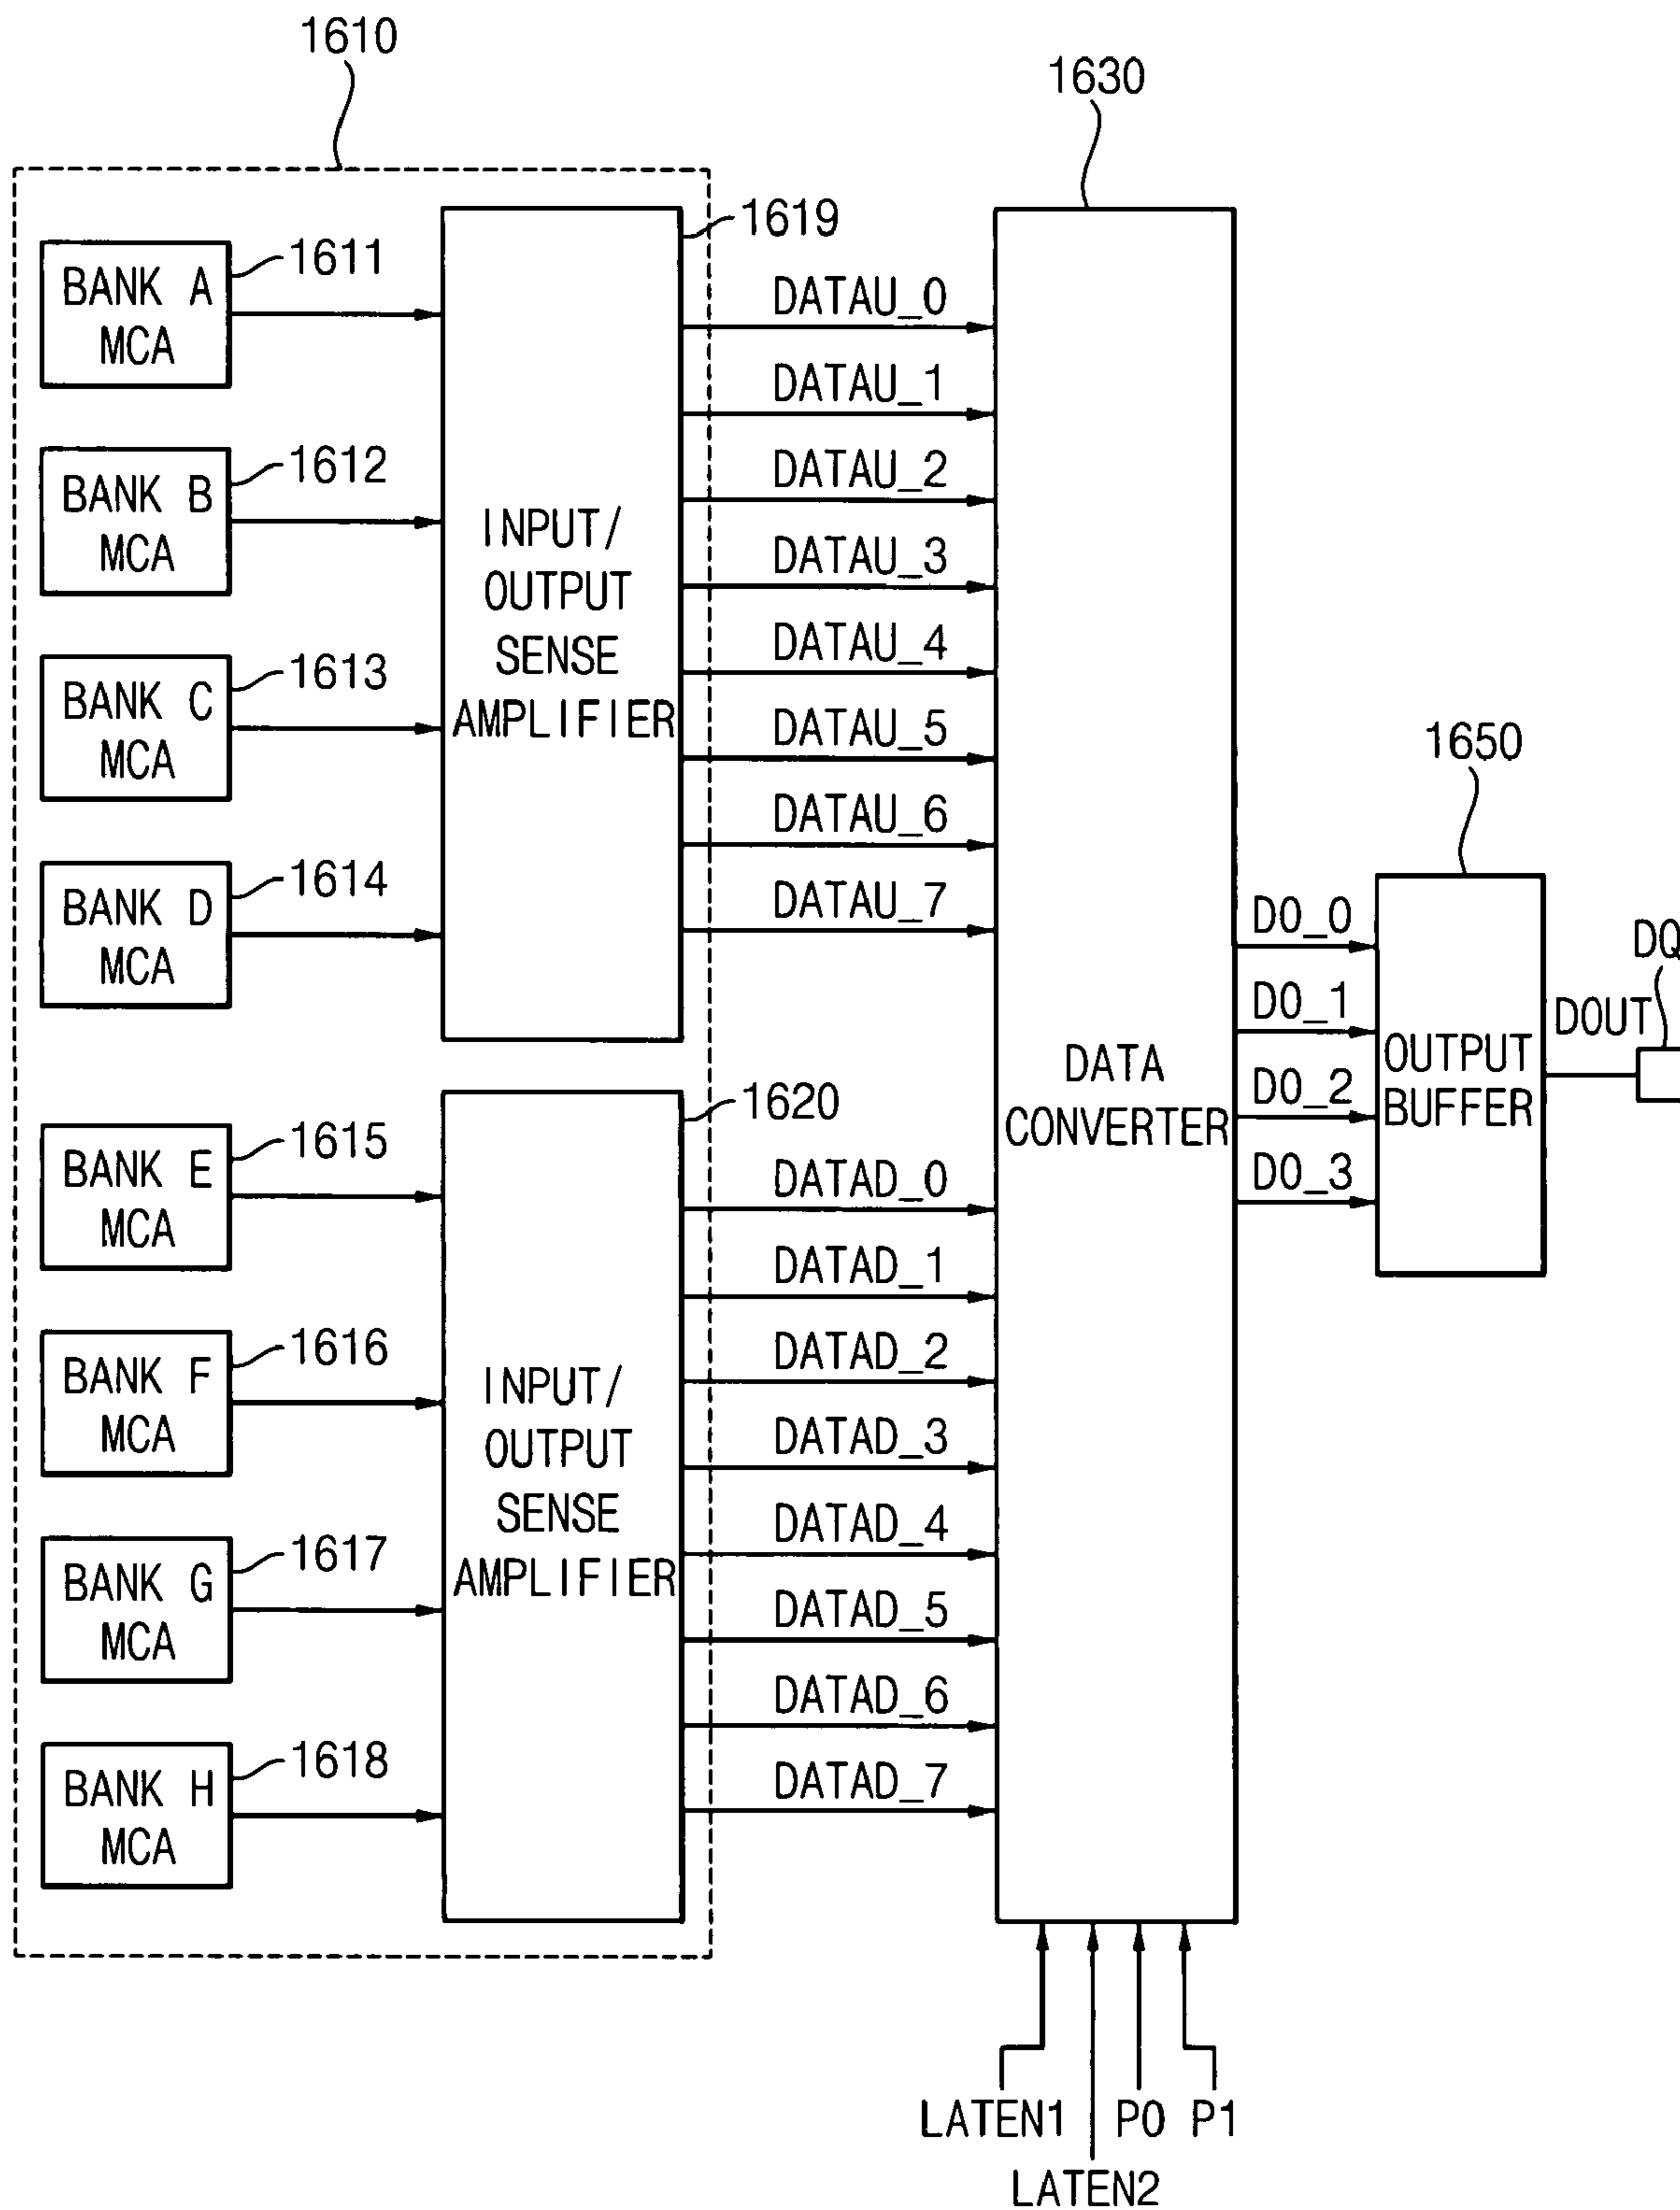 1610
1630
1619
BANK A
MCA
1611
BANK B
MCA
1612
BANK C
MCA
1613
BANK D
MCA
1614
INPUT/
OUTPUT
SENSE
AMPLIFIER
DATAU_0
DATAU_1
DATAU_2
DATAU_3
DATAU_4
DATAU_5
DATAU_6
DATAU_7
1620
BANK E
MCA
1615
BANK F
MCA
1616
BANK G
MCA
1617
BANK H
MCA
1618
INPUT/
OUTPUT
SENSE
AMPLIFIER
DATAD_0
DATAD_1
DATAD_2
DATAD_3
DATAD_4
DATAD_5
DATAD_6
DATAD_7
DATA
CONVERTER
1650
DO_0
DO_1
DO_2
DO_3
OUTPUT
BUFFER
DOUT
DQ
LATEN1
LATEN2
P0
P1